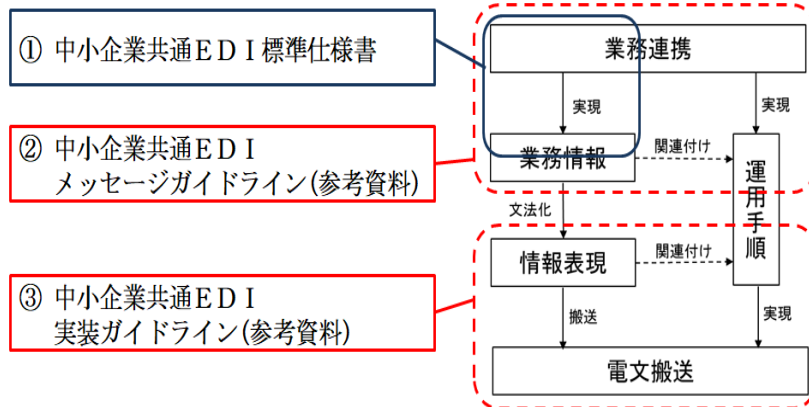 ① 中小企業共通ＥＤＩ標準仕様書
② 中小企業共通ＥＤＩ
メッセージガイドライン(参考資料)
③ 中小企業共通ＥＤＩ
実装ガイドライン(参考資料)
業務連携
実現
実現
業務情報
関連付け
運用手順
文法化
情報表現
関連付け
搬送
実現
電文搬送